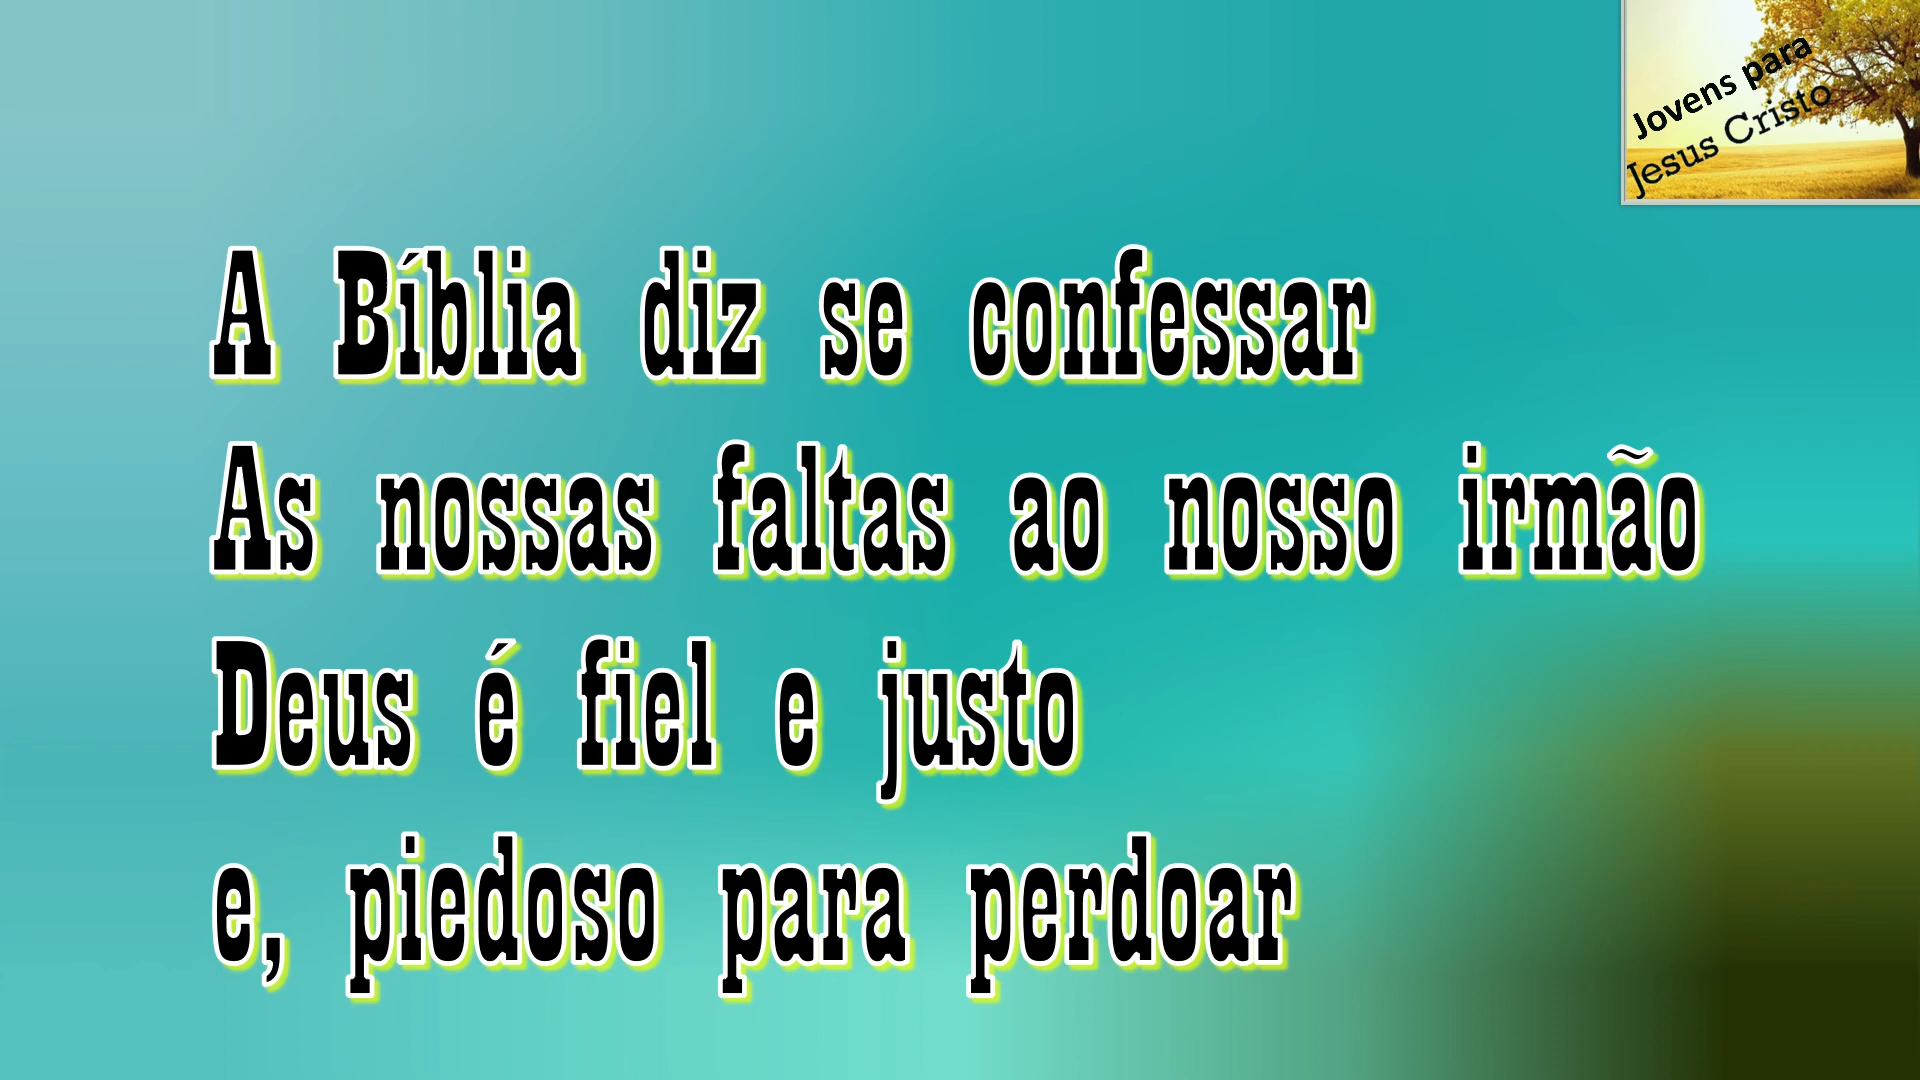 Jovens para
Jesus Cristo
A Bíblia diz se confessar
As nossas faltas ao nosso irmão
Deus é fiel e justo
e, piedoso para perdoar